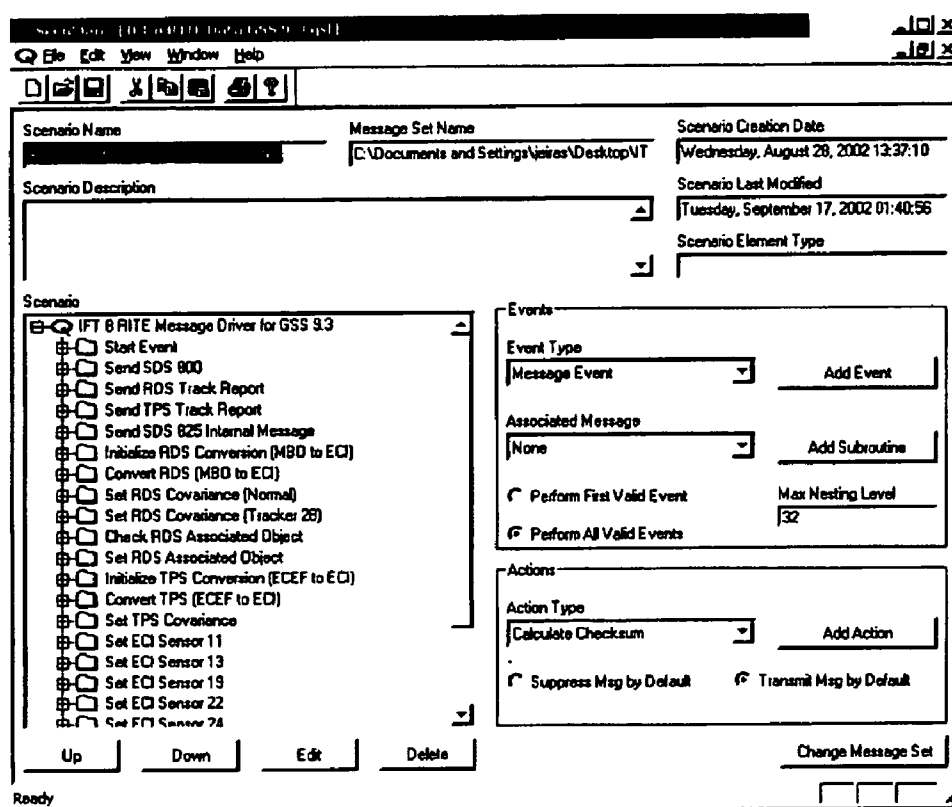 File Edit View Window Help
Scenario Name
Message Set Name
Scenario Creation Date
C:\Documents and Settings\jeiras\Desktop\IT
Wednesday, August 28, 2002 13:37:10
Scenario Description
Scenario Last Modified
Tuesday, September 17, 2002 01:40:56
Scenario Element Type
Scenario
IFT 8 RITE Message Driver for GSS 9.3
Start Event
Send SDS 800
Send RDS Track Report
Send TPS Track Report
Send SDS 825 Internal Message
Initialize RDS Conversion (MBO to ECI)
Convert RDS (MBO to ECI)
Set RDS Covariance (Normal)
Set RDS Covariance (Tracker 28)
Check RDS Associated Object
Set RDS Associated Object
Initialize TPS Conversion (ECEF to ECI)
Convert TPS (ECEF to ECI)
Set TPS Covariance
Set ECI Sensor 11
Set ECI Sensor 13
Set ECI Sensor 19
Set ECI Sensor 22
Set ECI Sensor 24
Up
Down
Edit
Delete
Events
Event Type
Message Event
Add Event
Associated Message
None
Add Subroutine
Perform First Valid Event
Max Nesting Level
32
Perform All Valid Events
Actions
Action Type
Calculate Checksum
Add Action
Suppress Msg by Default
Transmit Msg by Default
Change Message Set
Ready